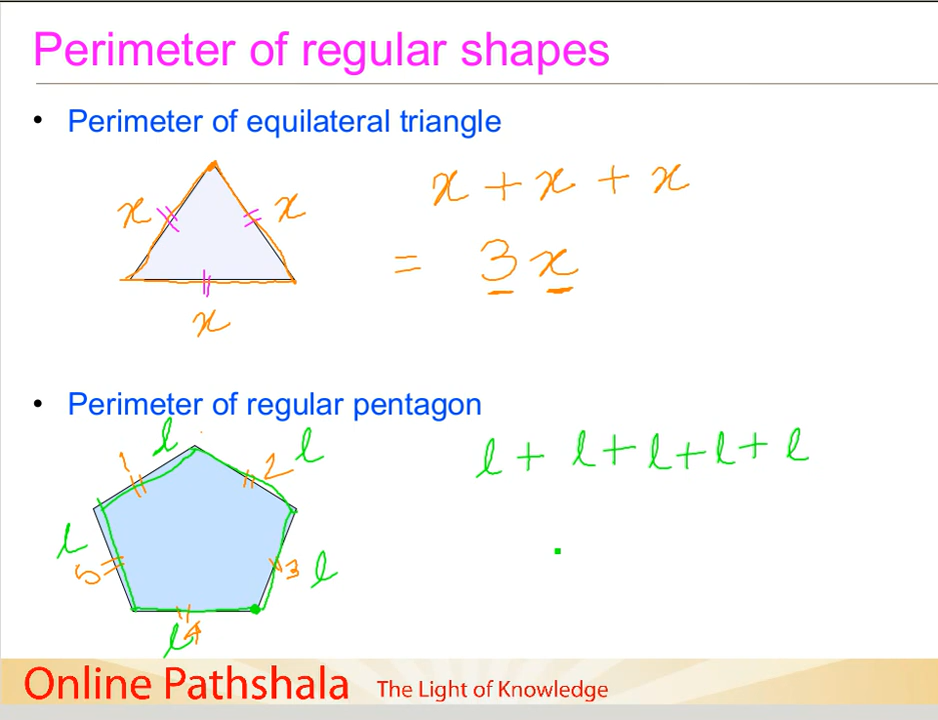 Perimeter of regular shapes
• Perimeter of equilateral triangle
x + x + x
x x
= 3x
x
• Perimeter of regular pentagon
l l
l + l + l + l + l
1 2
l
5 3 l
l 4
Online Pathshala The Light of Knowledge